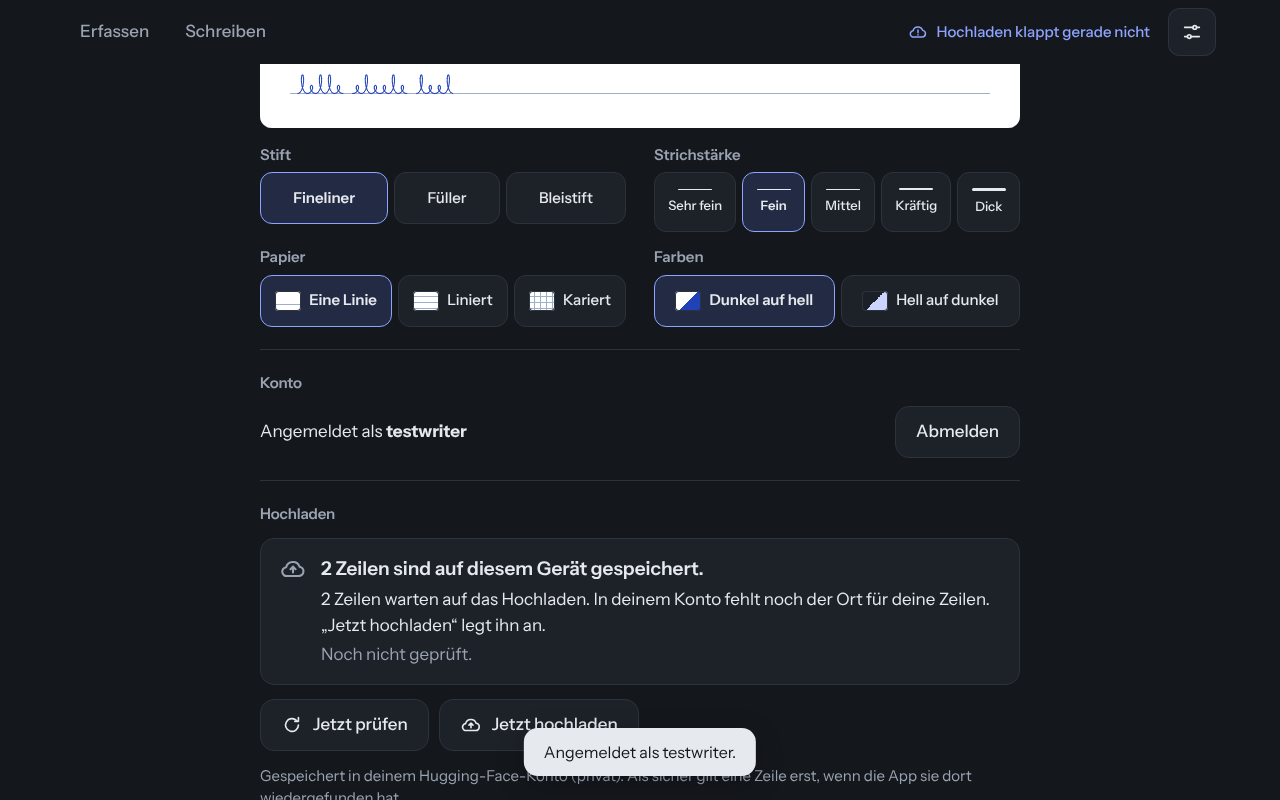 Erfassen Schreiben Hochladen klappt gerade nicht
Stift Strichstärke
Fineliner Füller Bleistift Sehr fein Fein Mittel Kräftig Dick
Papier Farben
Eine Linie Liniert Kariert Dunkel auf hell Hell auf dunkel
Konto
Angemeldet als testwriter Abmelden
Hochladen
2 Zeilen sind auf diesem Gerät gespeichert.
2 Zeilen warten auf das Hochladen. In deinem Konto fehlt noch der Ort für deine Zeilen.
„Jetzt hochladen“ legt ihn an.
Noch nicht geprüft.
Jetzt prüfen Jetzt hochladen
Angemeldet als testwriter.
Gespeichert in deinem Hugging-Face-Konto (privat). Als sicher gilt eine Zeile erst, wenn die App sie dort
wiedergefunden hat.